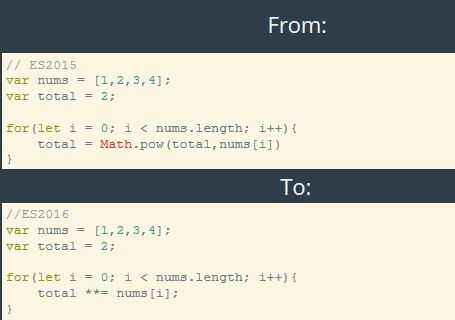 From:
// ES2015
var nums = [1,2,3,4];
var total = 2;
for(let i = 0; i < nums.length; i++){
    total = Math.pow(total,nums[i])
}
To:
//ES2016
var nums = [1,2,3,4];
var total = 2;
for(let i = 0; i < nums.length; i++){
    total **= nums[i];
}